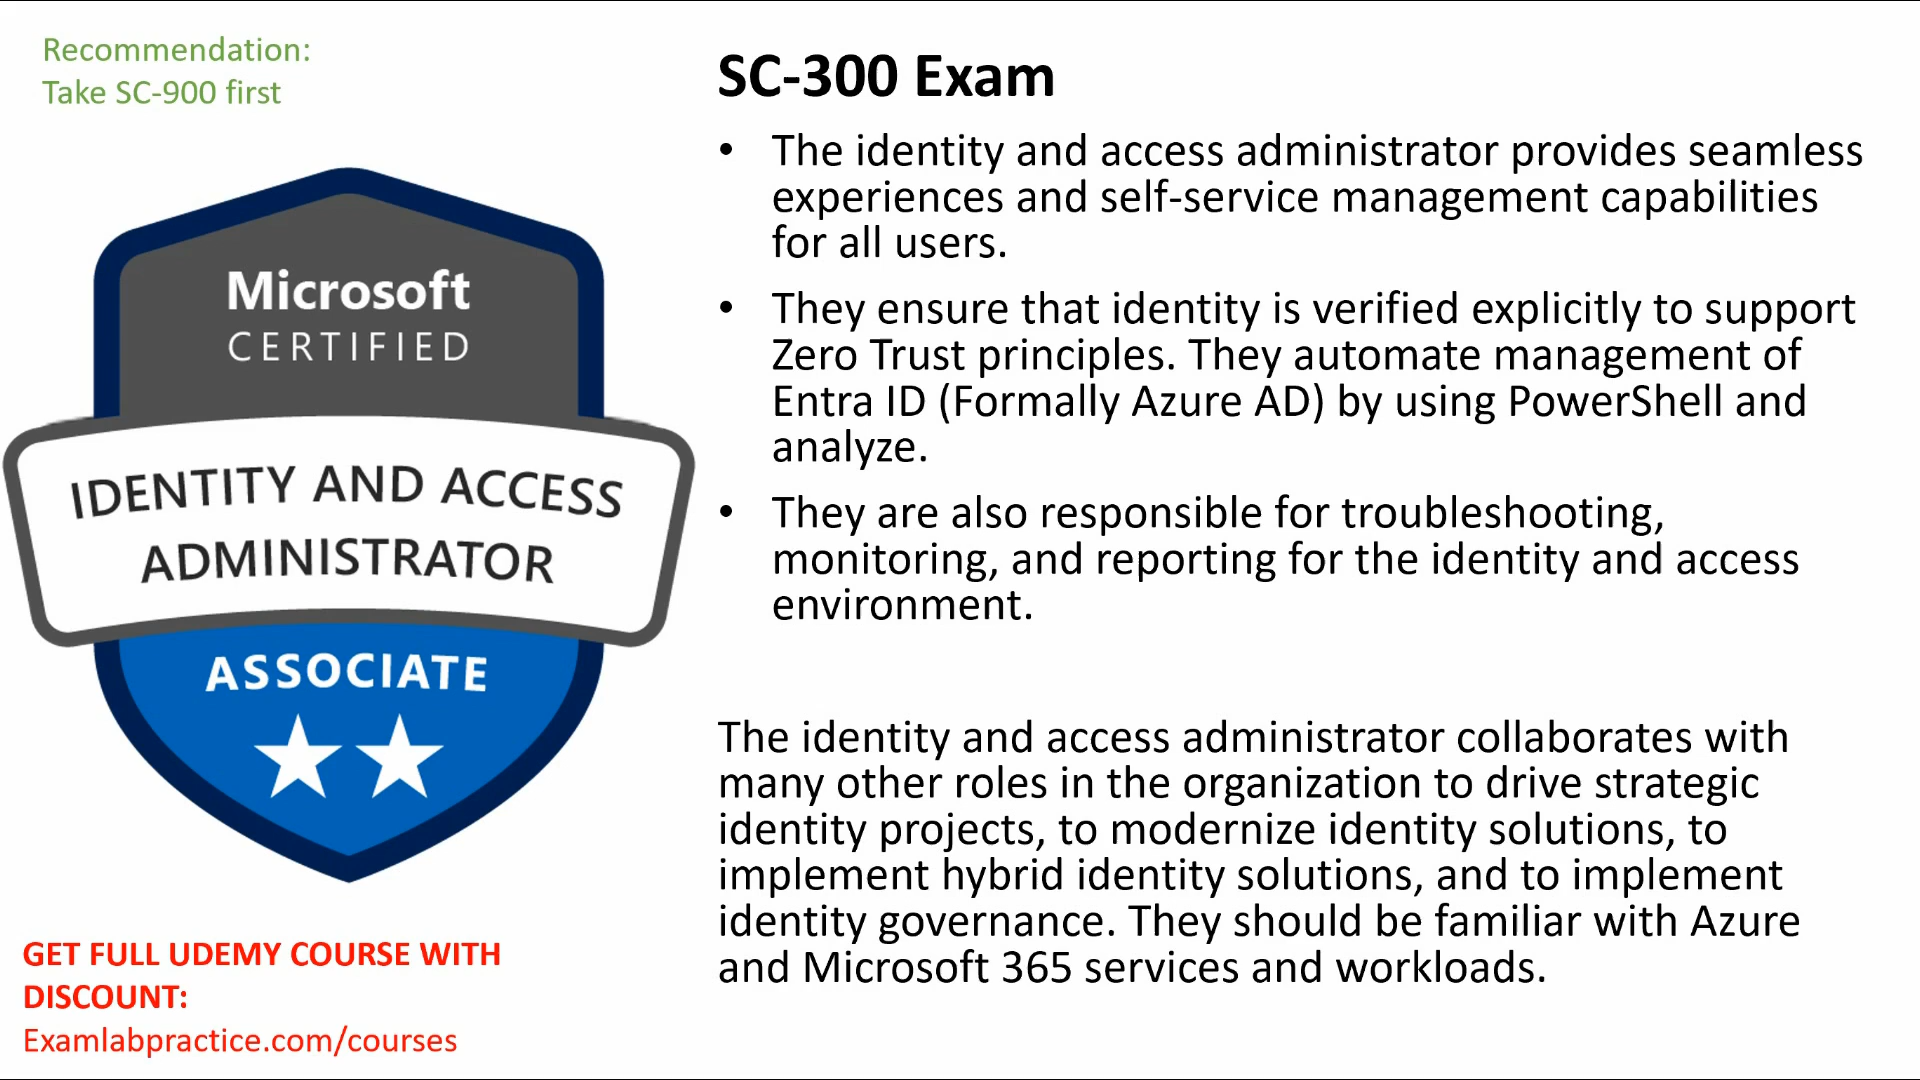 Recommendation:
Take SC-900 first
Microsoft
CERTIFIED
IDENTITY AND ACCESS
ADMINISTRATOR
ASSOCIATE
GET FULL UDEMY COURSE WITH
DISCOUNT:
Examlabpractice.com/courses
SC-300 Exam
• The identity and access administrator provides seamless
experiences and self-service management capabilities
for all users.
• They ensure that identity is verified explicitly to support
Zero Trust principles. They automate management of
Entra ID (Formally Azure AD) by using PowerShell and
analyze.
• They are also responsible for troubleshooting,
monitoring, and reporting for the identity and access
environment.
The identity and access administrator collaborates with
many other roles in the organization to drive strategic
identity projects, to modernize identity solutions, to
implement hybrid identity solutions, and to implement
identity governance. They should be familiar with Azure
and Microsoft 365 services and workloads.